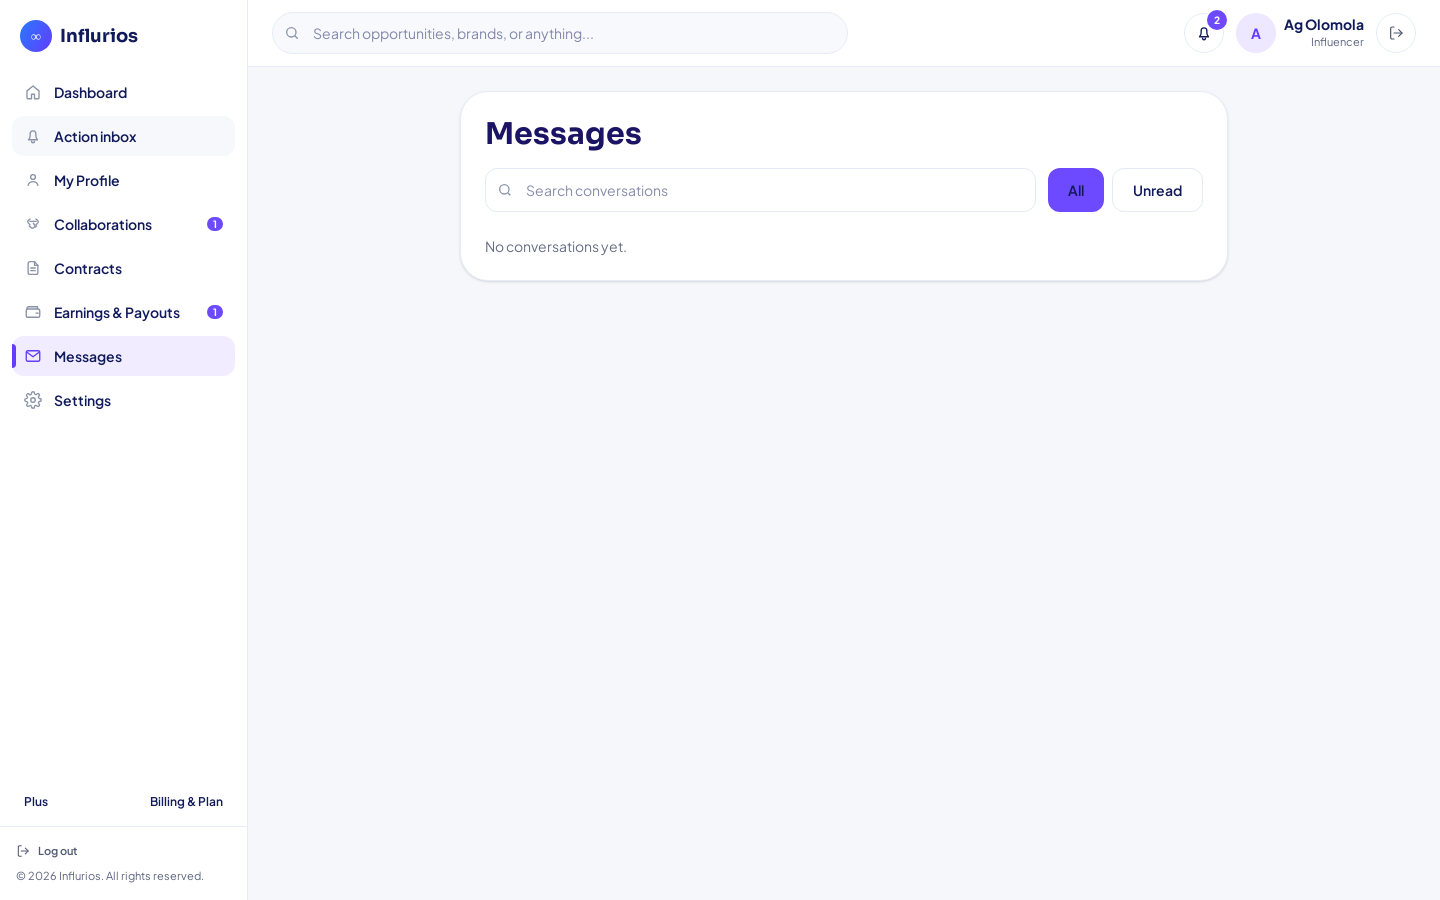 Influrios
Search opportunities, brands, or anything...
2
A
Ag Olomola
Influencer
Dashboard
Action inbox
My Profile
Collaborations 1
Contracts
Earnings & Payouts 1
Messages
Settings
Messages
Search conversations
All
Unread
No conversations yet.
Plus
Billing & Plan
Log out
© 2026 Influrios. All rights reserved.